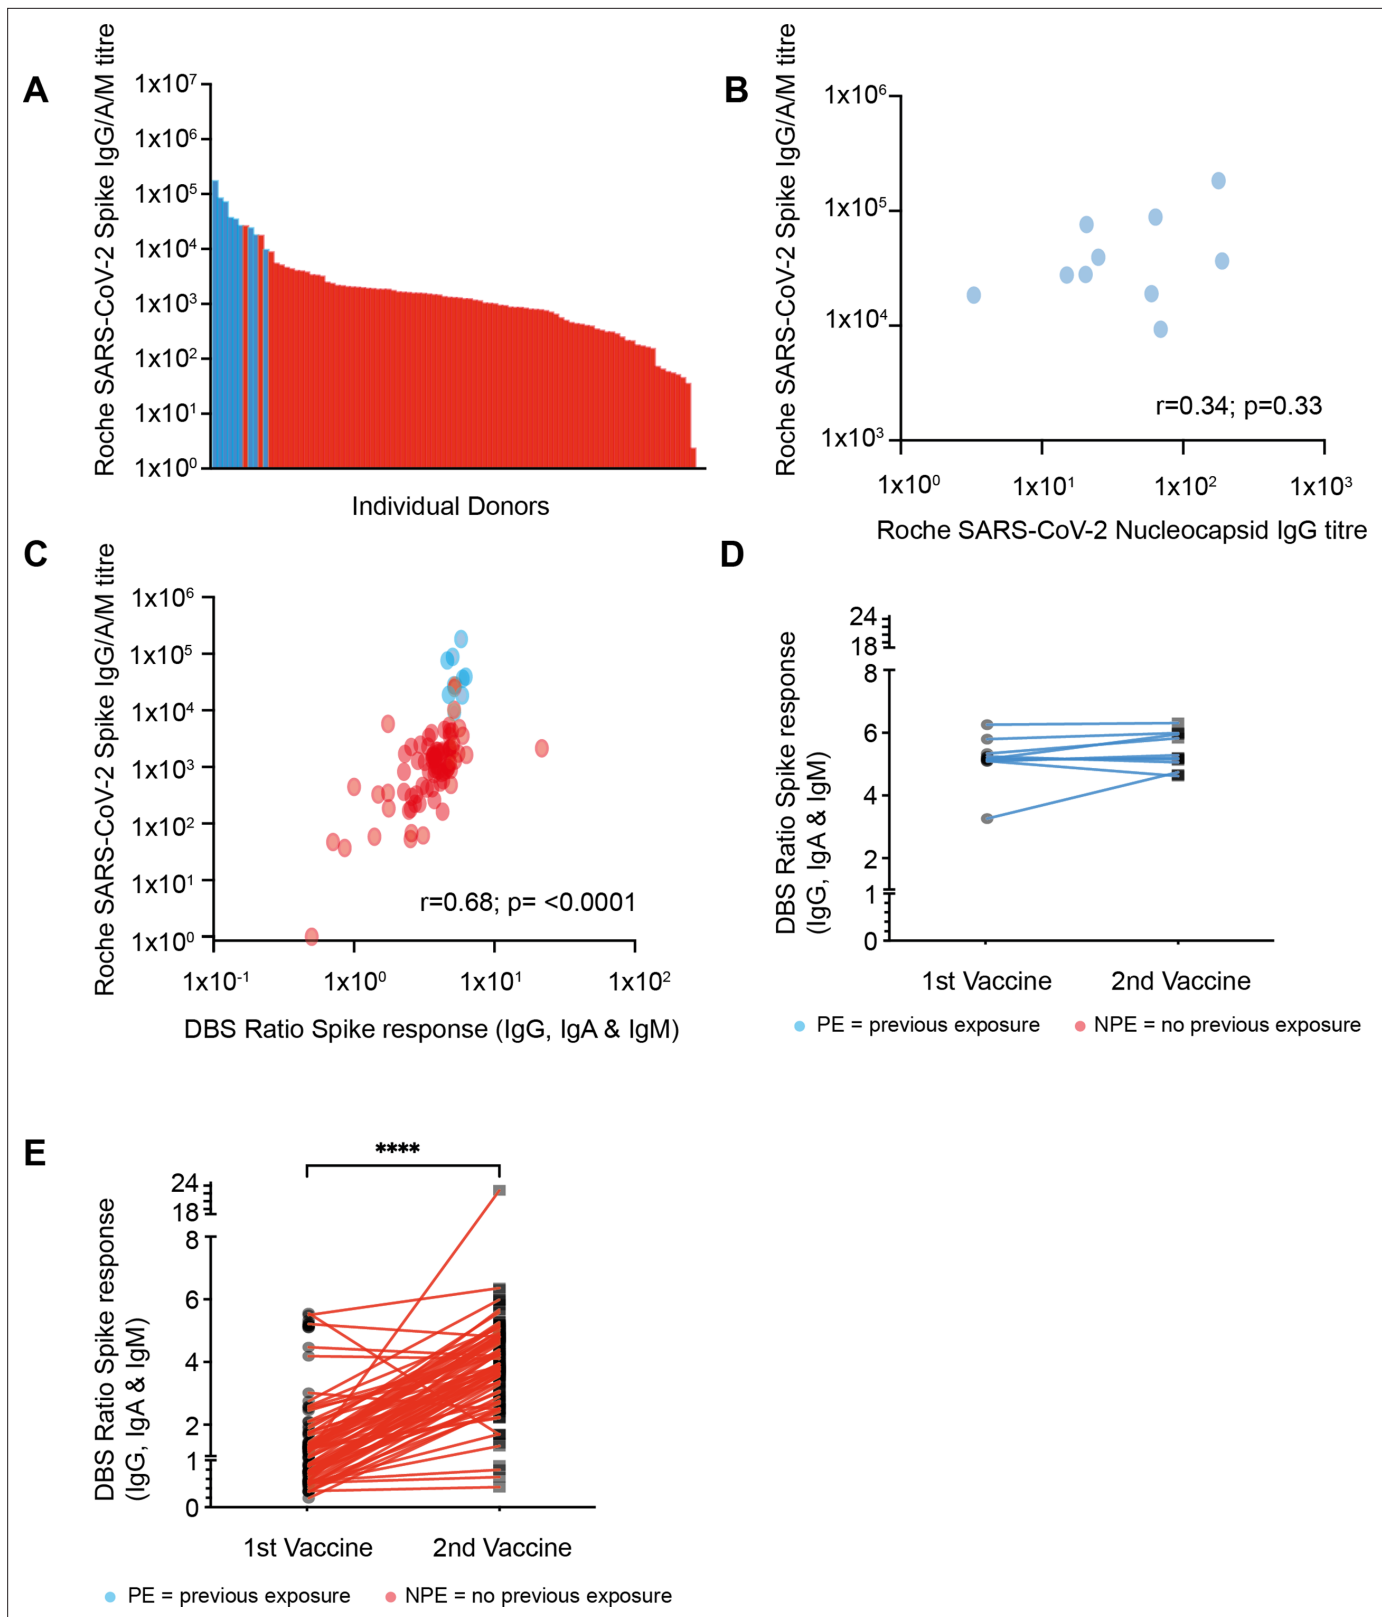 A
Roche SARS-CoV-2 Spike IgG/A/M titre
1x10⁷
1x10⁶
1x10⁵
1x10⁴
1x10³
1x10²
1x10¹
1x10⁰
Individual Donors
B
Roche SARS-CoV-2 Spike IgG/A/M titre
1x10⁶
1x10⁵
1x10⁴
1x10³
r=0.34; p=0.33
1x10⁰ 1x10¹ 1x10² 1x10³
Roche SARS-CoV-2 Nucleocapsid IgG titre
C
Roche SARS-CoV-2 Spike IgG/A/M titre
1x10⁶
1x10⁵
1x10⁴
1x10³
1x10²
1x10¹
1x10⁰
r=0.68; p= <0.0001
1x10⁻¹ 1x10⁰ 1x10¹ 1x10²
DBS Ratio Spike response (IgG, IgA & IgM)
D
DBS Ratio Spike response
(IgG, IgA & IgM)
24
18
8
6
4
2
1
0
1st Vaccine 2nd Vaccine
PE = previous exposure NPE = no previous exposure
E
****
DBS Ratio Spike response
(IgG, IgA & IgM)
24
18
8
6
4
2
1
0
1st Vaccine 2nd Vaccine
PE = previous exposure NPE = no previous exposure